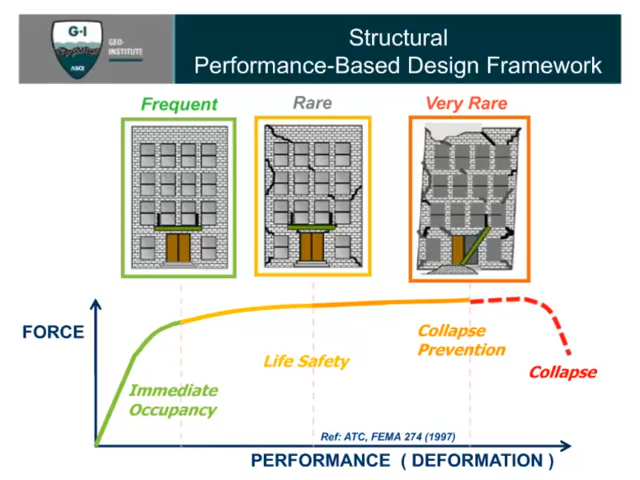 G-I
GEO-
INSTITUTE
ASCE
Structural
Performance-Based Design Framework
Frequent
Rare
Very Rare
FORCE
Immediate
Occupancy
Life Safety
Collapse
Prevention
Collapse
Ref: ATC, FEMA 274 (1997)
PERFORMANCE ( DEFORMATION )